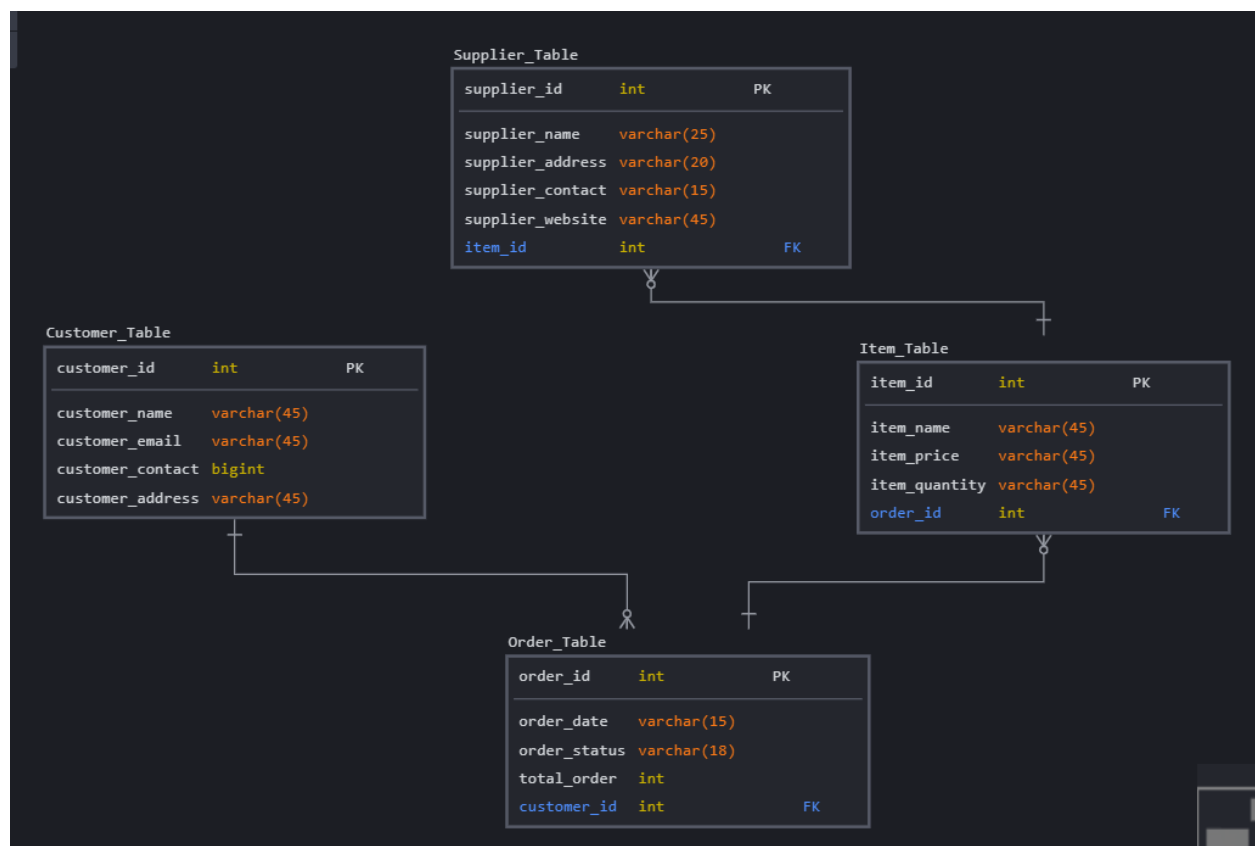 Supplier_Table
supplier_id int PK
supplier_name varchar(25)
supplier_address varchar(20)
supplier_contact varchar(15)
supplier_website varchar(45)
item_id int FK
Customer_Table
customer_id int PK
customer_name varchar(45)
customer_email varchar(45)
customer_contact bigint
customer_address varchar(45)
Item_Table
item_id int PK
item_name varchar(45)
item_price varchar(45)
item_quantity varchar(45)
order_id int FK
Order_Table
order_id int PK
order_date varchar(15)
order_status varchar(18)
total_order int
customer_id int FK